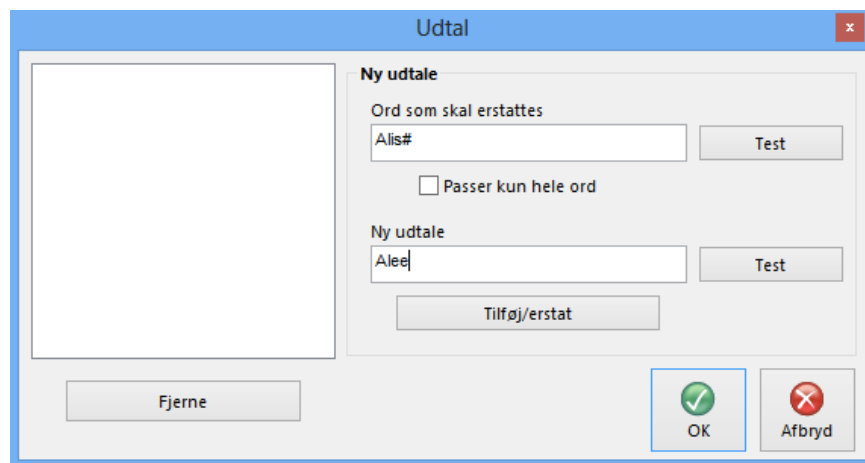 Udtal
x
Ny udtale
Ord som skal erstattes
Alis#
Test
Passer kun hele ord
Ny udtale
Alee
Test
Tilføj/erstat
Fjerne
OK
Afbryd